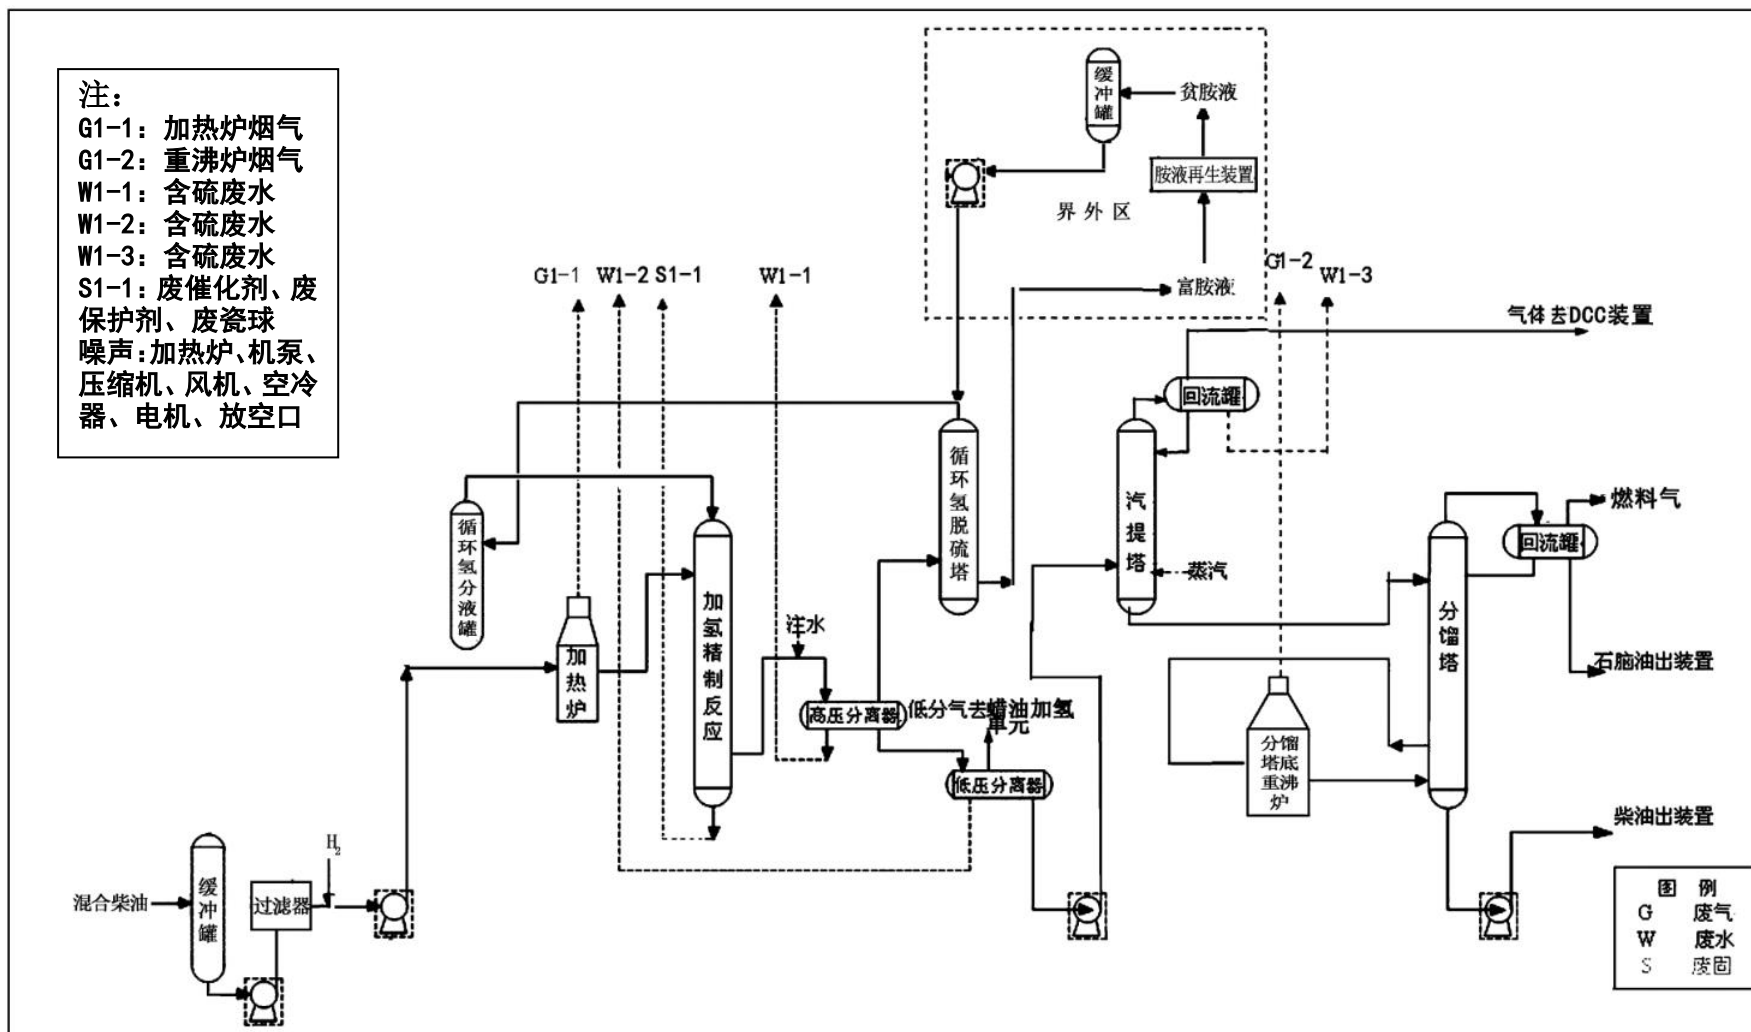 注：
G1-1：加热炉烟气
G1-2：重沸炉烟气
W1-1：含硫废水
W1-2：含硫废水
W1-3：含硫废水
S1-1：废催化剂、废
保护剂、废瓷球
噪声：加热炉、机泵、
压缩机、风机、空冷
器、电机、放空口
缓冲罐
贫胺液
胺液再生装置
界外区
富胺液
G1-1
W1-2
S1-1
W1-1
G1-2
W1-3
气体去DCC装置
回流罐
循环氢脱硫塔
汽提塔
蒸汽
循环氢分液罐
加氢精制反应
加热炉
注水
高压分离器
低分气去蜡油加氢
单元
低压分离器
燃料气
回流罐
分馏塔
石脑油出装置
分馏
塔底
重沸
炉
柴油出装置
混合柴油
缓冲罐
过滤器
H2
图 例
G 废气
W 废水
S 废固